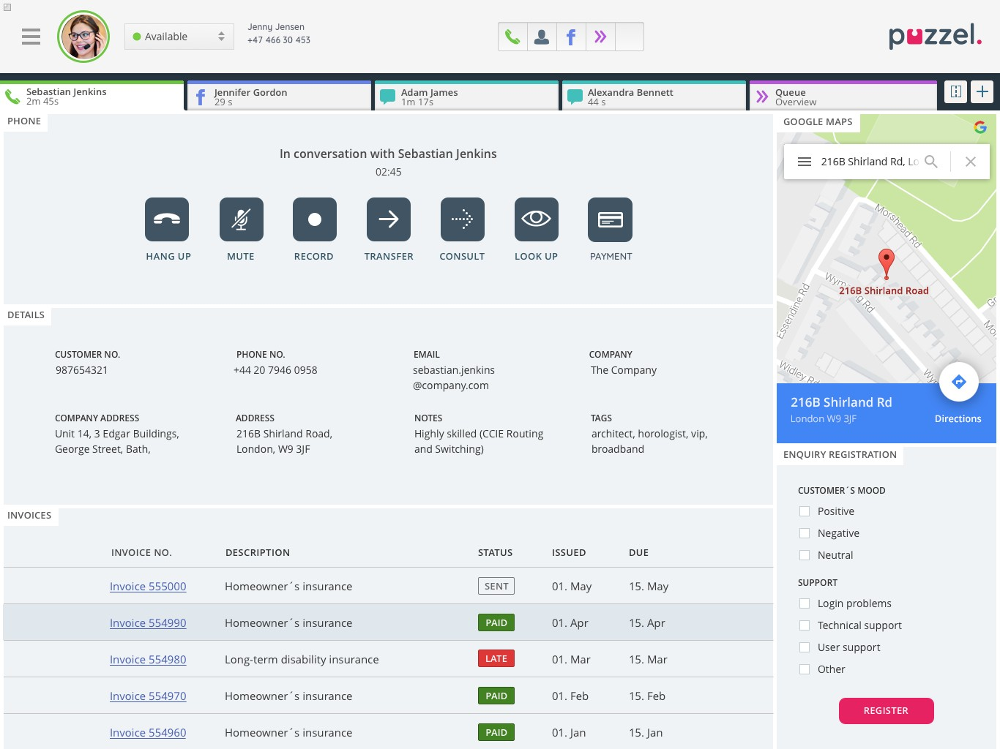 Available
Jenny Jensen
+47 466 30 453
puzzel.
Sebastian Jenkins
2m 45s
Jennifer Gordon
29 s
Adam James
1m 17s
Alexandra Bennett
44 s
Queue
Overview
PHONE
In conversation with Sebastian Jenkins
02:45
HANG UP
MUTE
RECORD
TRANSFER
CONSULT
LOOK UP
PAYMENT
DETAILS
CUSTOMER NO.
987654321
PHONE NO.
+44 20 7946 0958
EMAIL
sebastian.jenkins
@company.com
COMPANY
The Company
COMPANY ADDRESS
Unit 14, 3 Edgar Buildings,
George Street, Bath,
ADDRESS
216B Shirland Road,
London, W9 3JF
NOTES
Highly skilled (CCIE Routing
and Switching)
TAGS
architect, horologist, vip,
broadband
INVOICES
INVOICE NO. DESCRIPTION STATUS ISSUED DUE
Invoice 555000 Homeowner´s insurance SENT 01. May 15. May
Invoice 554990 Homeowner´s insurance PAID 01. Apr 15. Apr
Invoice 554980 Long-term disability insurance LATE 01. Mar 15. Mar
Invoice 554970 Homeowner´s insurance PAID 01. Feb 15. Feb
Invoice 554960 Homeowner´s insurance PAID 01. Jan 15. Jan
GOOGLE MAPS
216B Shirland Rd, Lo
Morshead Rd
216B Shirland Road
Essendine Rd
Widley Rd
216B Shirland Rd
London W9 3JF
Directions
ENQUIRY REGISTRATION
CUSTOMER´S MOOD
Positive
Negative
Neutral
SUPPORT
Login problems
Technical support
User support
Other
REGISTER